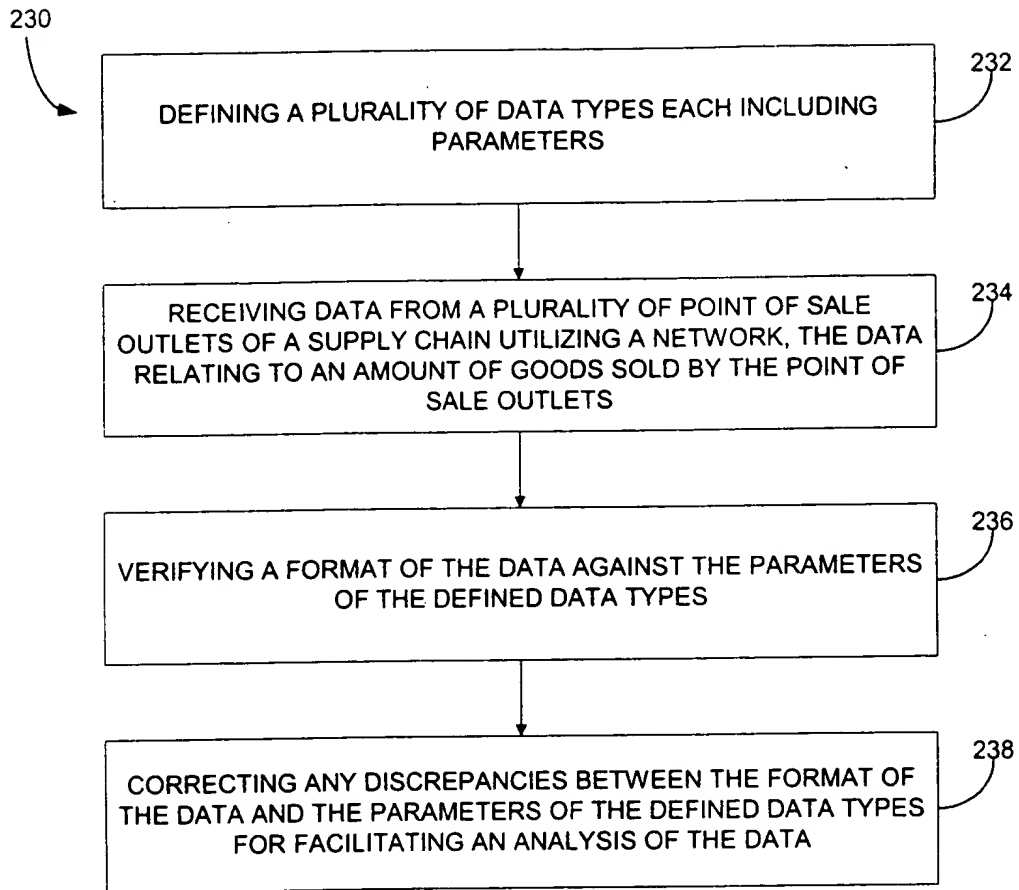 230
232
DEFINING A PLURALITY OF DATA TYPES EACH INCLUDING
PARAMETERS
234
RECEIVING DATA FROM A PLURALITY OF POINT OF SALE
OUTLETS OF A SUPPLY CHAIN UTILIZING A NETWORK, THE DATA
RELATING TO AN AMOUNT OF GOODS SOLD BY THE POINT OF
SALE OUTLETS
236
VERIFYING A FORMAT OF THE DATA AGAINST THE PARAMETERS
OF THE DEFINED DATA TYPES
238
CORRECTING ANY DISCREPANCIES BETWEEN THE FORMAT OF
THE DATA AND THE PARAMETERS OF THE DEFINED DATA TYPES
FOR FACILITATING AN ANALYSIS OF THE DATA